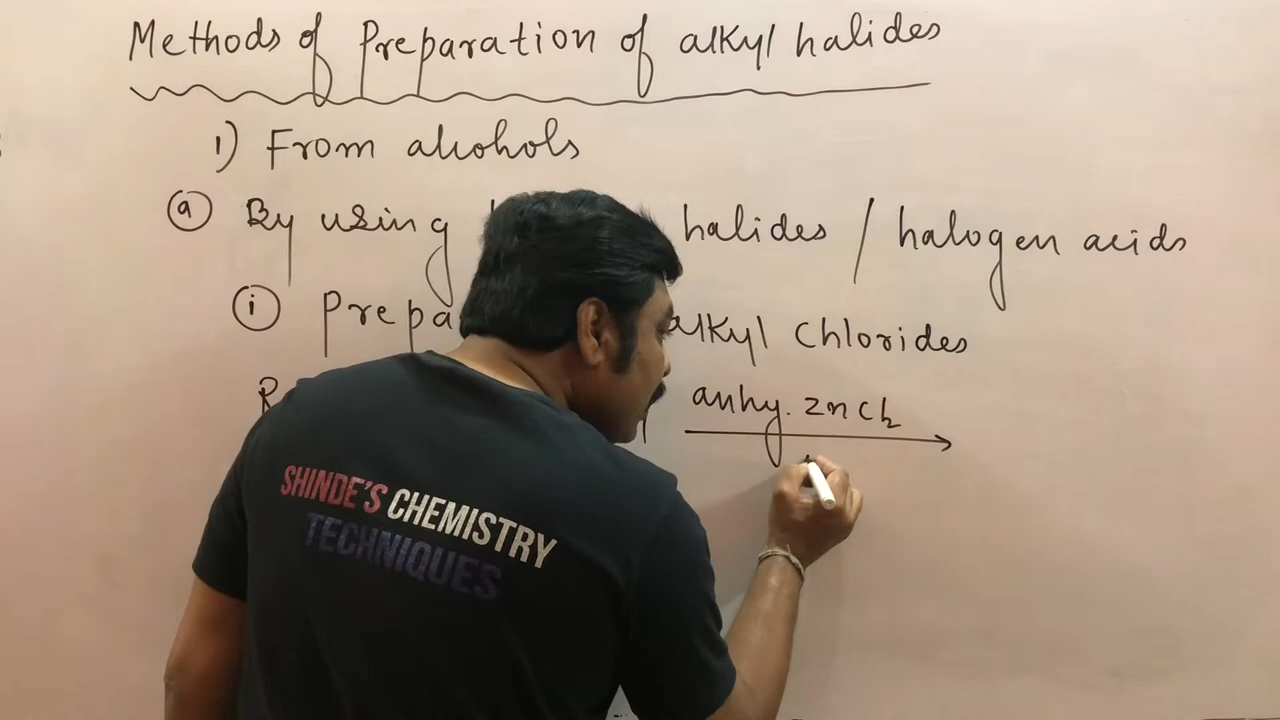 Methods of Preparation of alkyl halides
1) From alcohols
a By using halides / halogen acids
i Prepa alkyl Chlorides
R anhy. ZnCl2
SHINDE'S CHEMISTRY
TECHNIQUES